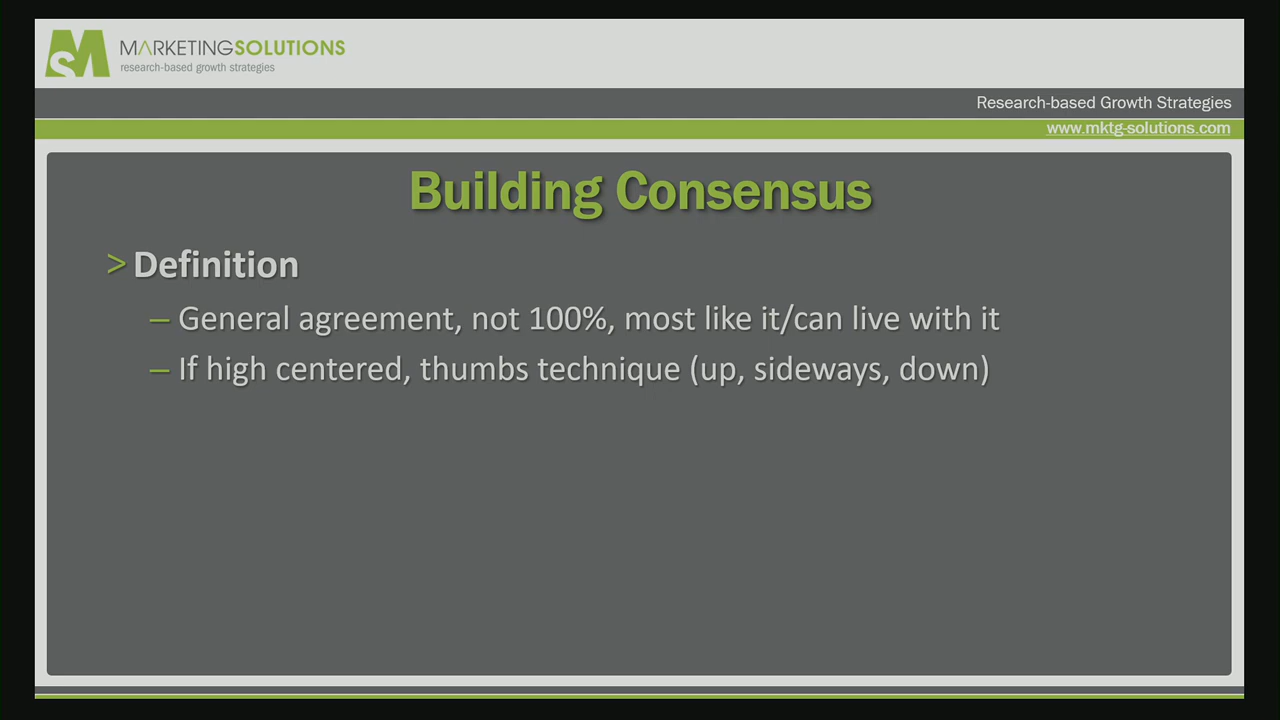 MARKETINGSOLUTIONS
research-based growth strategies
Research-based Growth Strategies
www.mktg-solutions.com
Building Consensus
> Definition
– General agreement, not 100%, most like it/can live with it
– If high centered, thumbs technique (up, sideways, down)